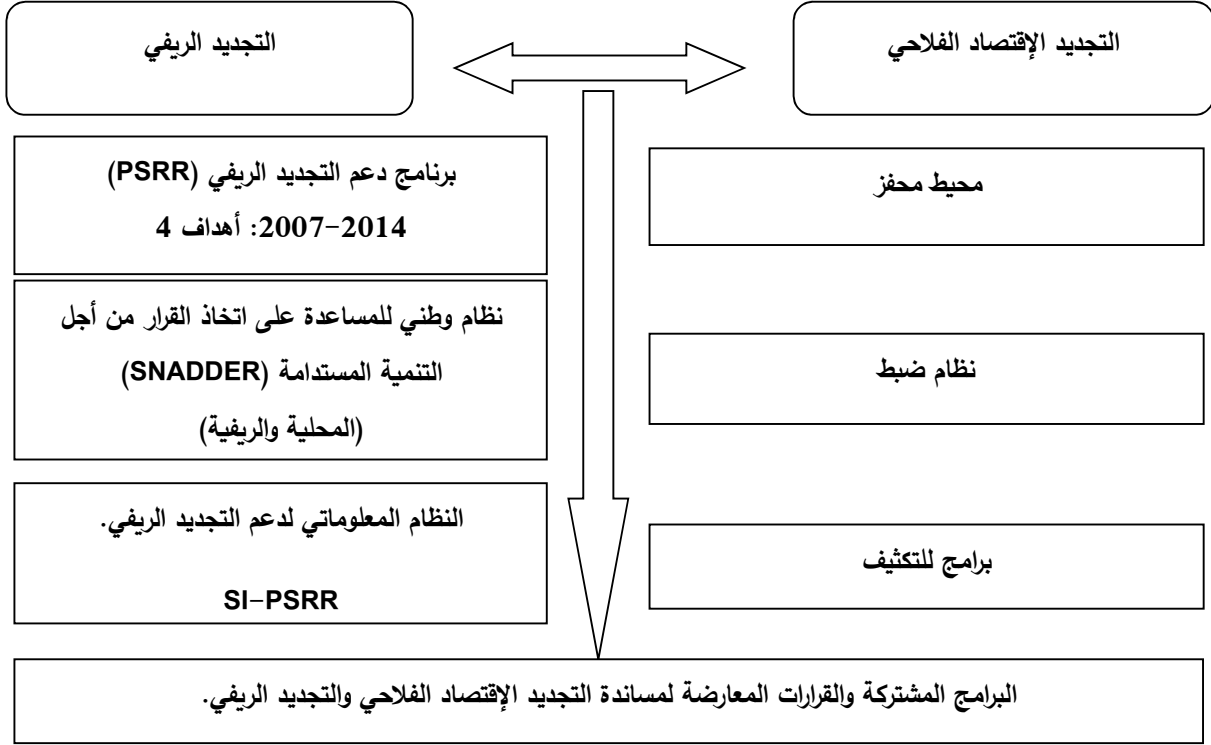 التجديد الإقتصاد الفلاحي
التجديد الريفي
محيط محفز
برنامج دعم التجديد الريفي (PSRR)
2007-2014: أهداف 4
نظام ضبط
نظام وطني للمساعدة على اتخاذ القرار من أجل
التنمية المستدامة (SNADDER)
(المحلية والريفية)
برامج للتكثيف
النظام المعلوماتي لدعم التجديد الريفي.
SI-PSRR
البرامج المشتركة والقرارات المعارضة لمساندة التجديد الإقتصاد الفلاحي والتجديد الريفي.